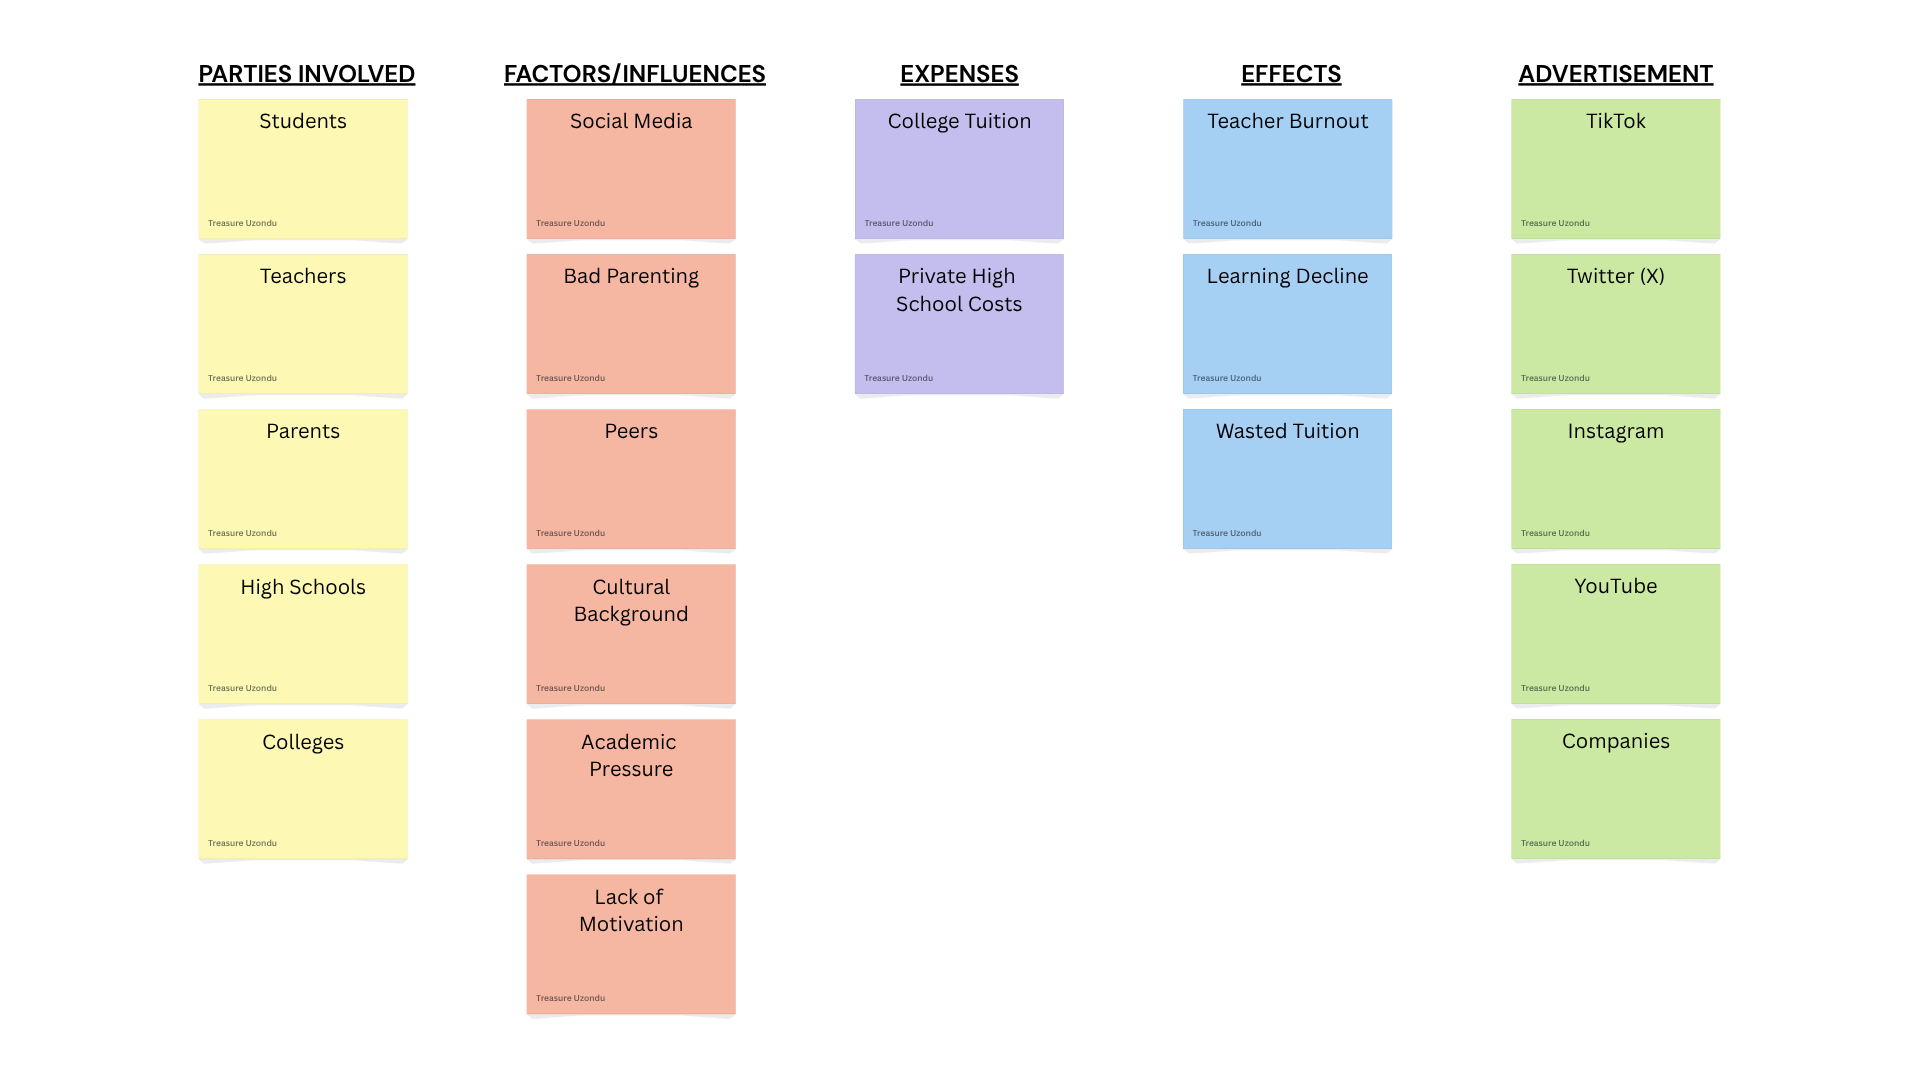 PARTIES INVOLVED
Students
Treasure Uzondu
Teachers
Treasure Uzondu
Parents
Treasure Uzondu
High Schools
Treasure Uzondu
Colleges
Treasure Uzondu
FACTORS/INFLUENCES
Social Media
Treasure Uzondu
Bad Parenting
Treasure Uzondu
Peers
Treasure Uzondu
Cultural
Background
Treasure Uzondu
Academic
Pressure
Treasure Uzondu
Lack of
Motivation
Treasure Uzondu
EXPENSES
College Tuition
Treasure Uzondu
Private High
School Costs
Treasure Uzondu
EFFECTS
Teacher Burnout
Treasure Uzondu
Learning Decline
Treasure Uzondu
Wasted Tuition
Treasure Uzondu
ADVERTISEMENT
TikTok
Treasure Uzondu
Twitter (X)
Treasure Uzondu
Instagram
Treasure Uzondu
YouTube
Treasure Uzondu
Companies
Treasure Uzondu